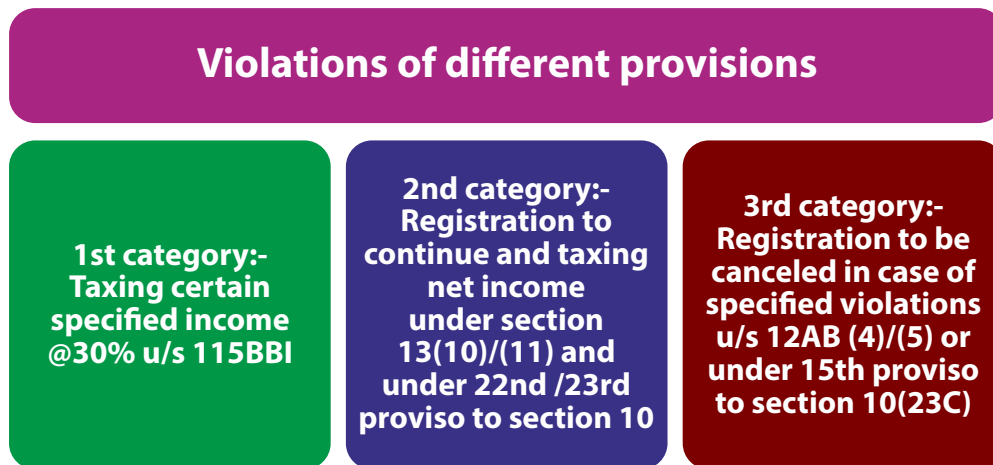 Violations of different provisions
1st category:-
Taxing certain
specified income
@30% u/s 115BBI
2nd category:-
Registration to
continue and taxing
net income
under section
13(10)/(11) and
under 22nd /23rd
proviso to section 10
3rd category:-
Registration to be
canceled in case of
specified violations
u/s 12AB (4)/(5) or
under 15th proviso
to section 10(23C)